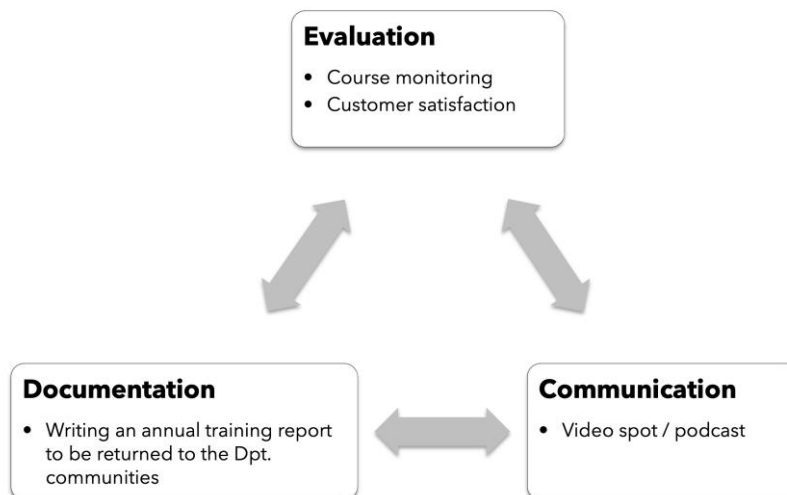 Evaluation
• Course monitoring
• Customer satisfaction
Documentation
• Writing an annual training report
to be returned to the Dpt.
communities
Communication
• Video spot / podcast